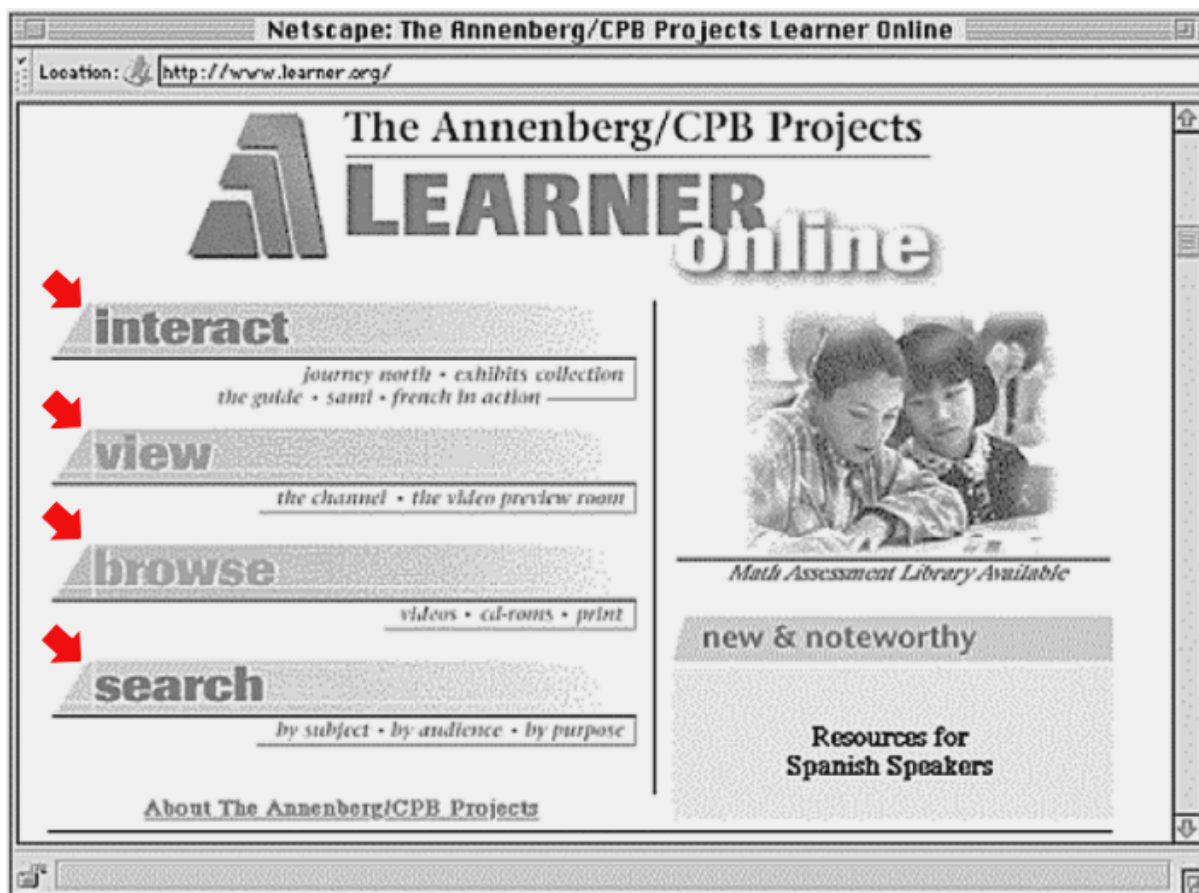 Netscape: The Annenberg/CPB Projects Learner Online
Location: http://www.learner.org/
The Annenberg/CPB Projects
LEARNER
online
interact
journey north • exhibits collection
the guide • sami • french in action
view
the channel • the video preview room
browse
videos • cd-roms • print
search
by subject • by audience • by purpose
About The Annenberg/CPB Projects
Math Assessment Library Available
new & noteworthy
Resources for
Spanish Speakers